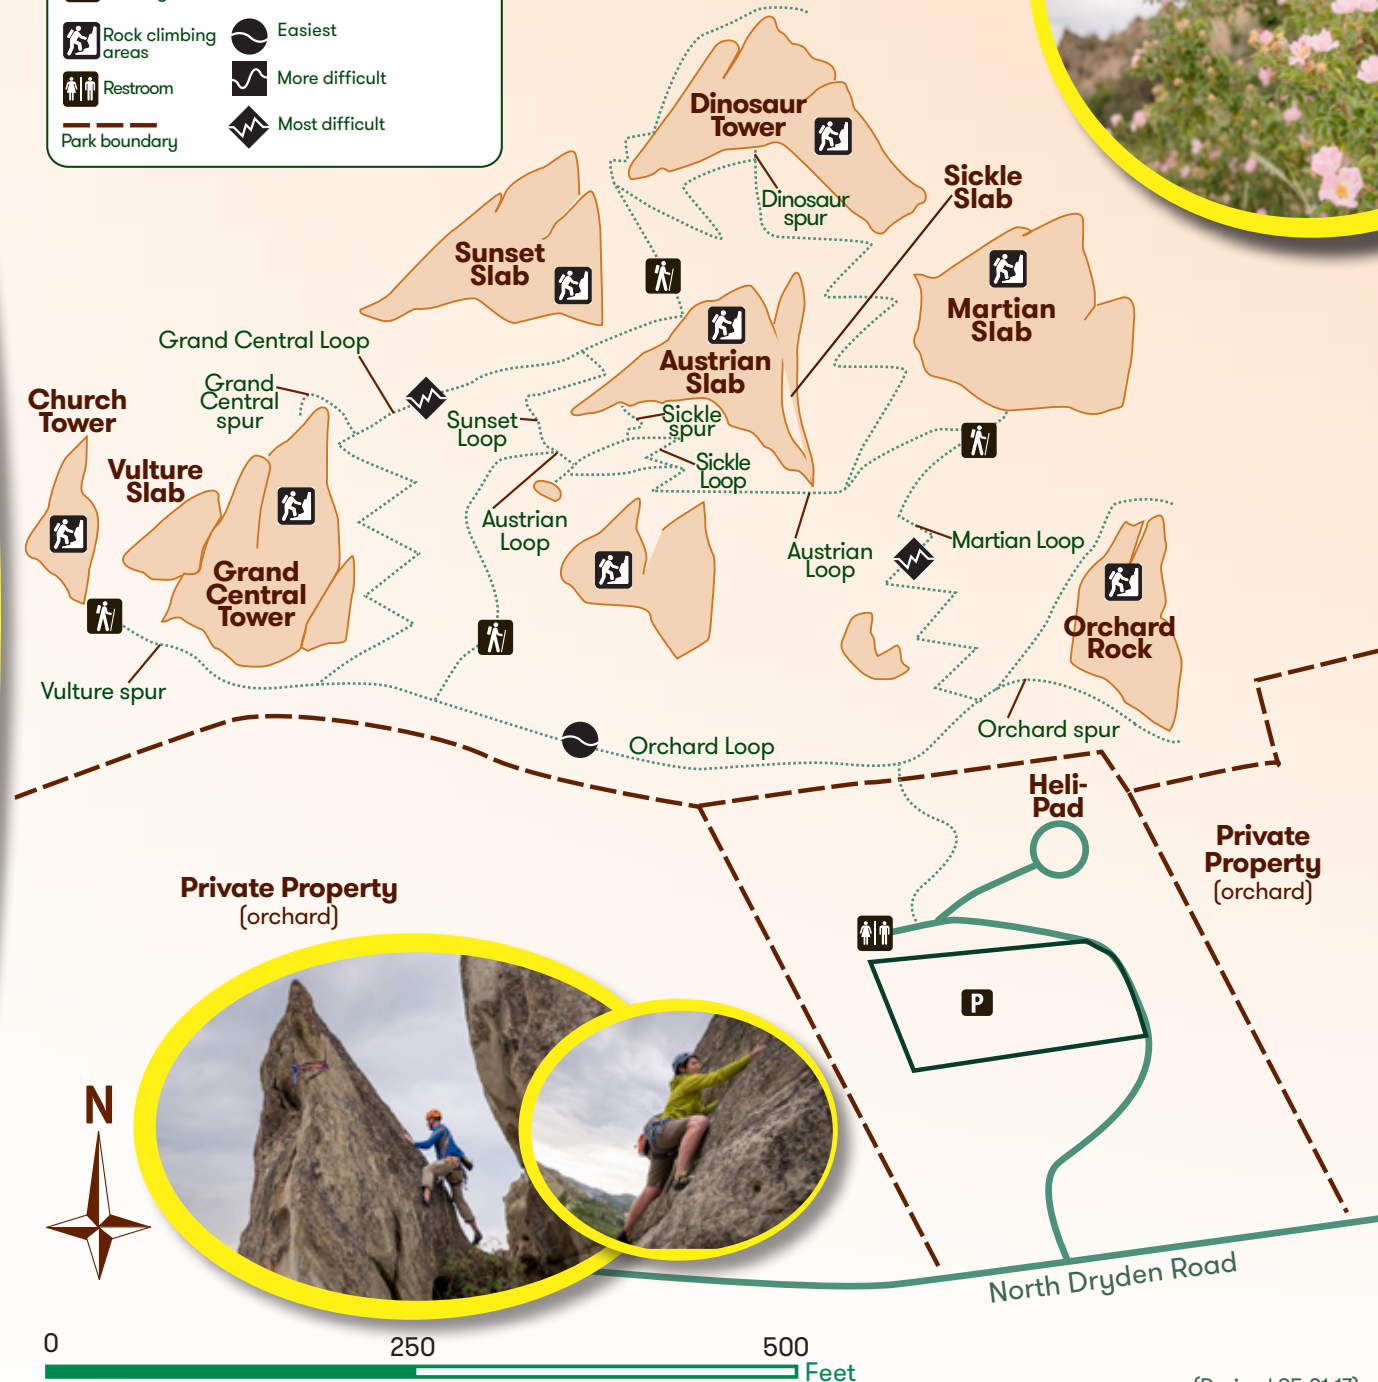 Rock climbing
areas
Restroom
Park boundary
Easiest
More difficult
Most difficult
Dinosaur
Tower
Dinosaur
spur
Sickle
Slab
Sunset
Slab
Martian
Slab
Austrian
Slab
Grand Central Loop
Grand
Central
spur
Church
Tower
Sunset
Loop
Sickle
spur
Sickle
Loop
Vulture
Slab
Austrian
Loop
Austrian
Loop
Martian Loop
Grand
Central
Tower
Orchard
Rock
Vulture spur
Orchard spur
Orchard Loop
Heli-
Pad
Private
Property
(orchard)
Private Property
(orchard)
P
N
North Dryden Road
0
250
500
Feet